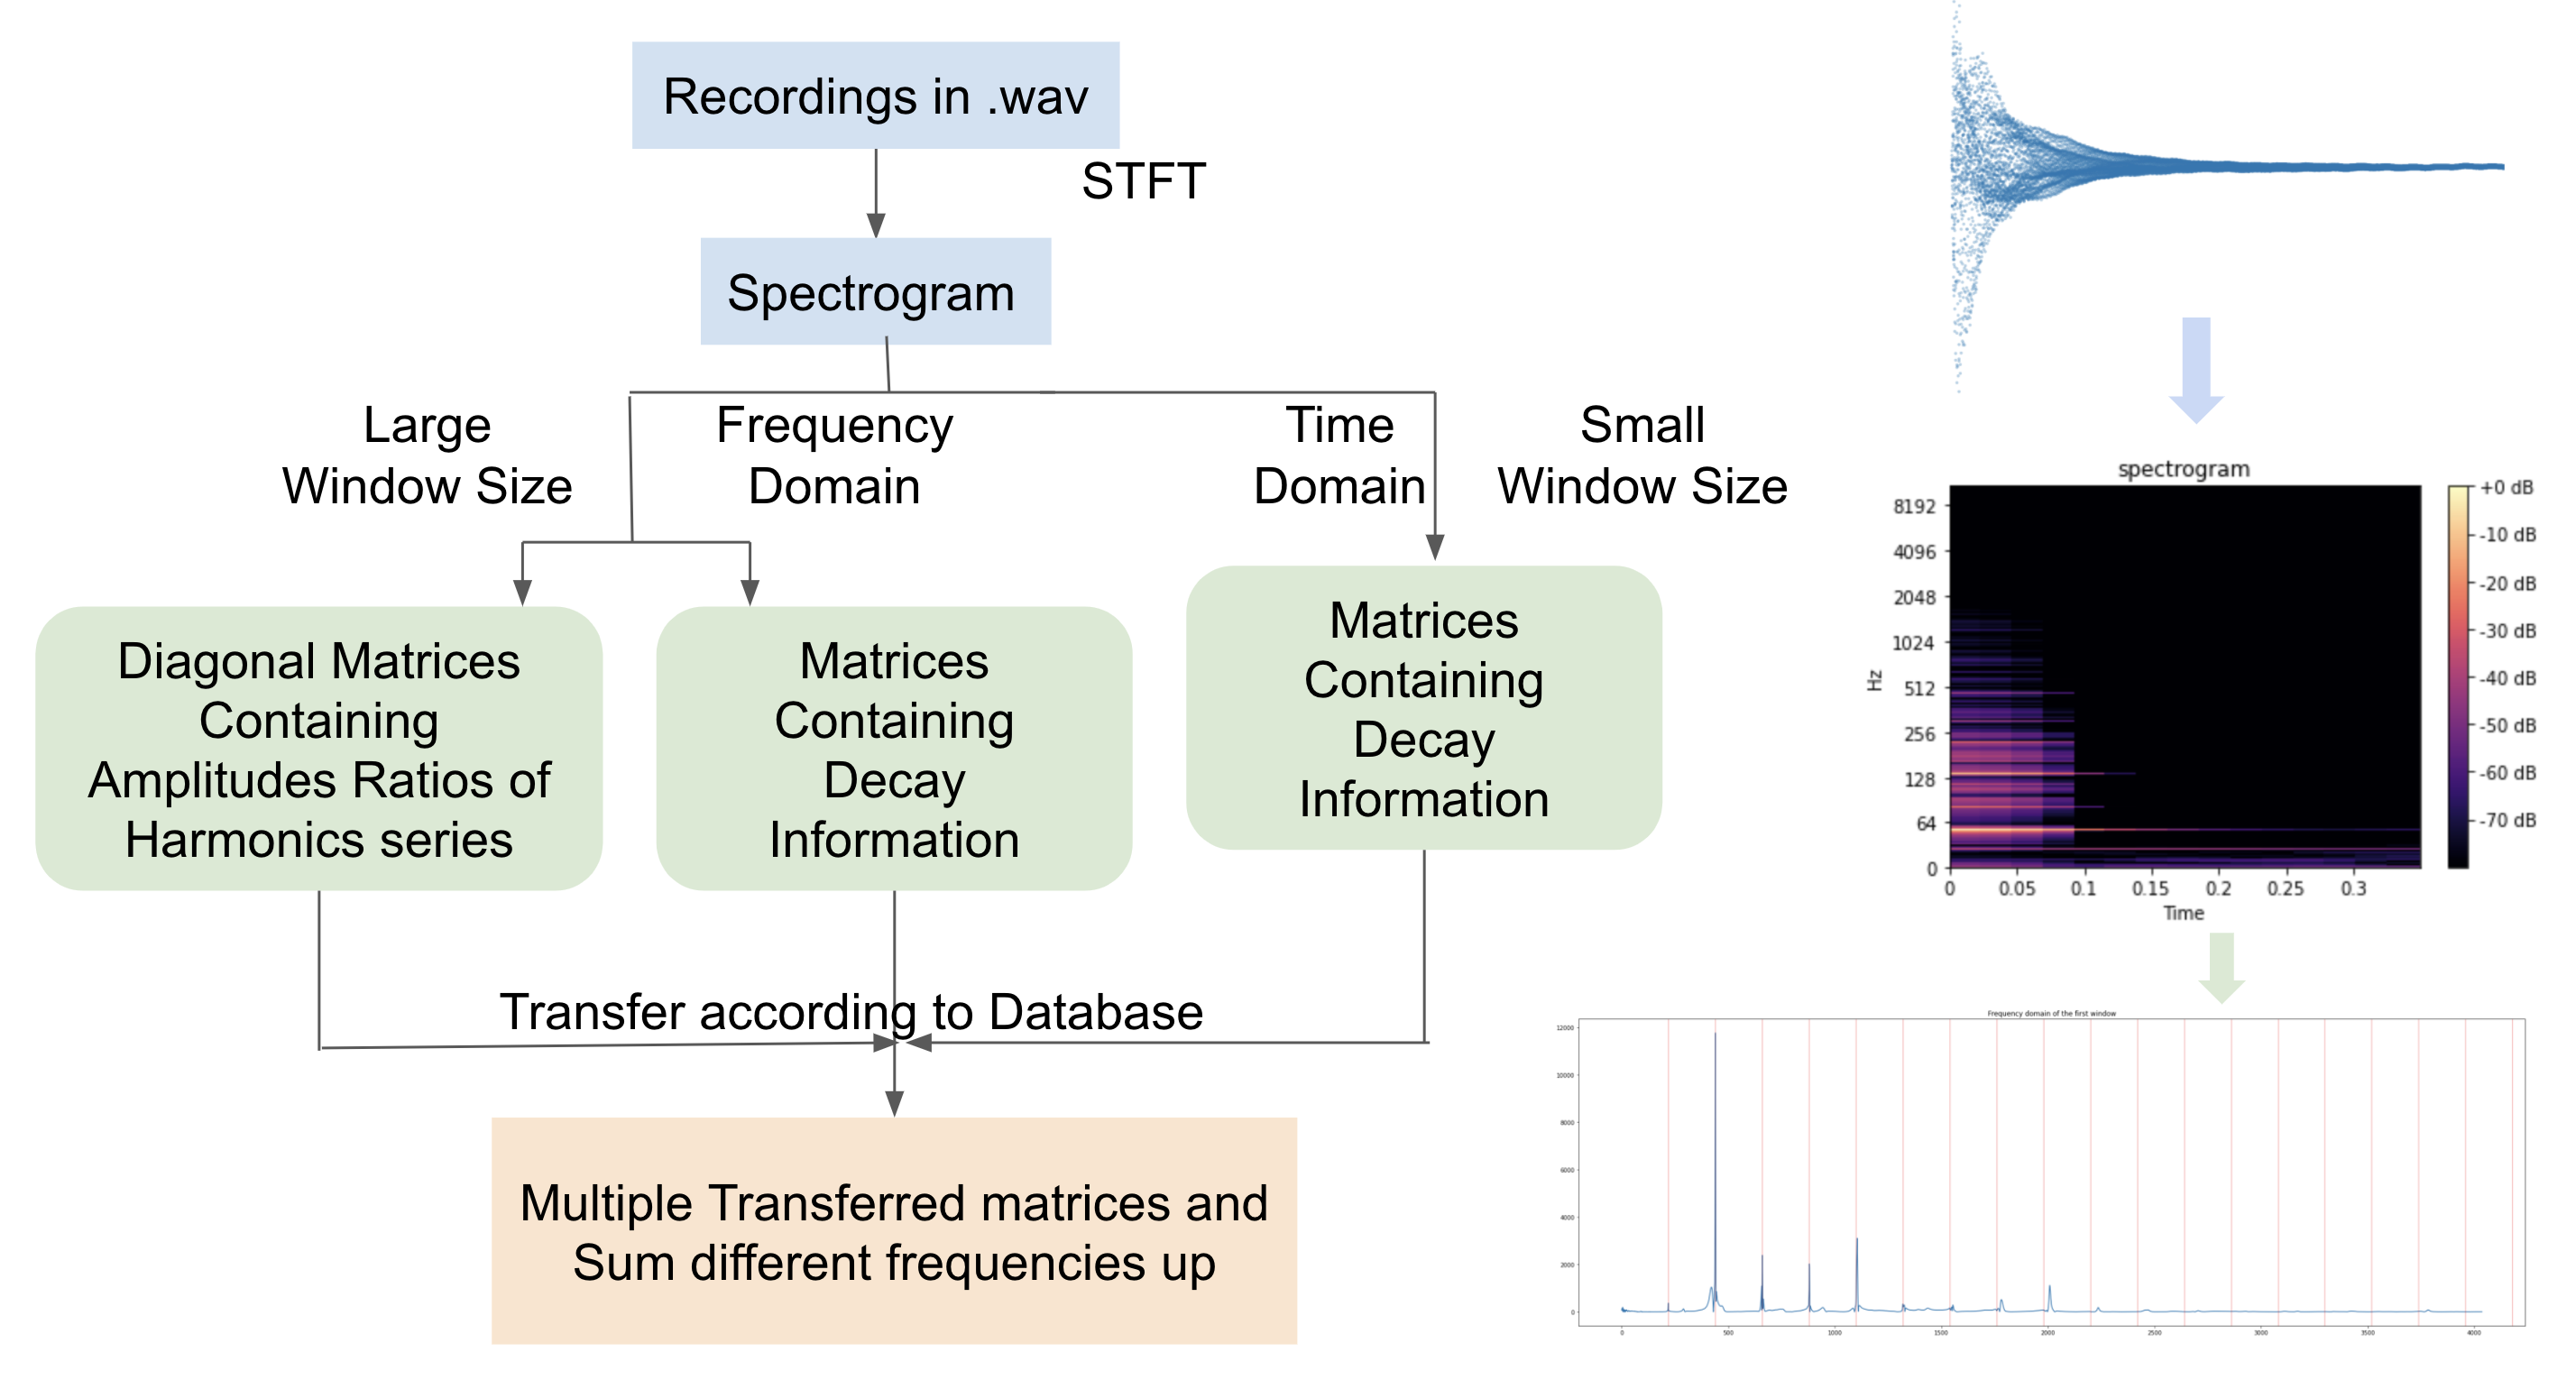 Recordings in .wav
STFT
Spectrogram
Large
Window Size
Frequency
Domain
Time
Domain
Small
Window Size
Diagonal Matrices
Containing
Amplitudes Ratios of
Harmonics series
Matrices
Containing
Decay
Information
Matrices
Containing
Decay
Information
Transfer according to Database
Multiple Transferred matrices and
Sum different frequencies up
spectrogram
8192
4096
2048
1024
512
256
128
64
0
Hz
0 0.05 0.1 0.15 0.2 0.25 0.3
Time
+0 dB
-10 dB
-20 dB
-30 dB
-40 dB
-50 dB
-60 dB
-70 dB
Frequency domain of the first window
12000
10000
8000
6000
4000
2000
0
0 500 1000 1500 2000 2500 3000 3500 4000